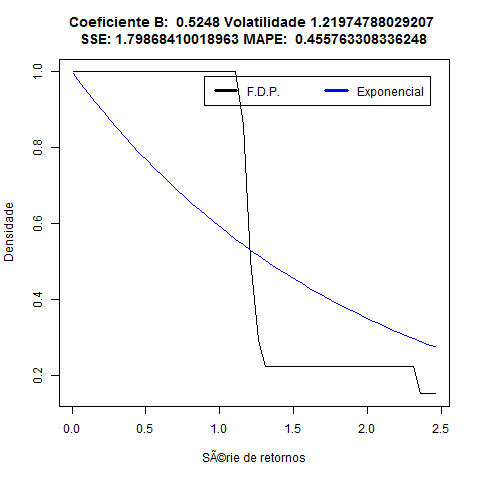 Coeficiente B:  0.5248 Volatilidade 1.21974788029207
SSE: 1.79868410018963 MAPE:  0.455763308336248
F.D.P.
Exponencial
1.0
0.8
0.6
0.4
0.2
Densidade
0.0
0.5
1.0
1.5
2.0
2.5
SÃ©rie de retornos